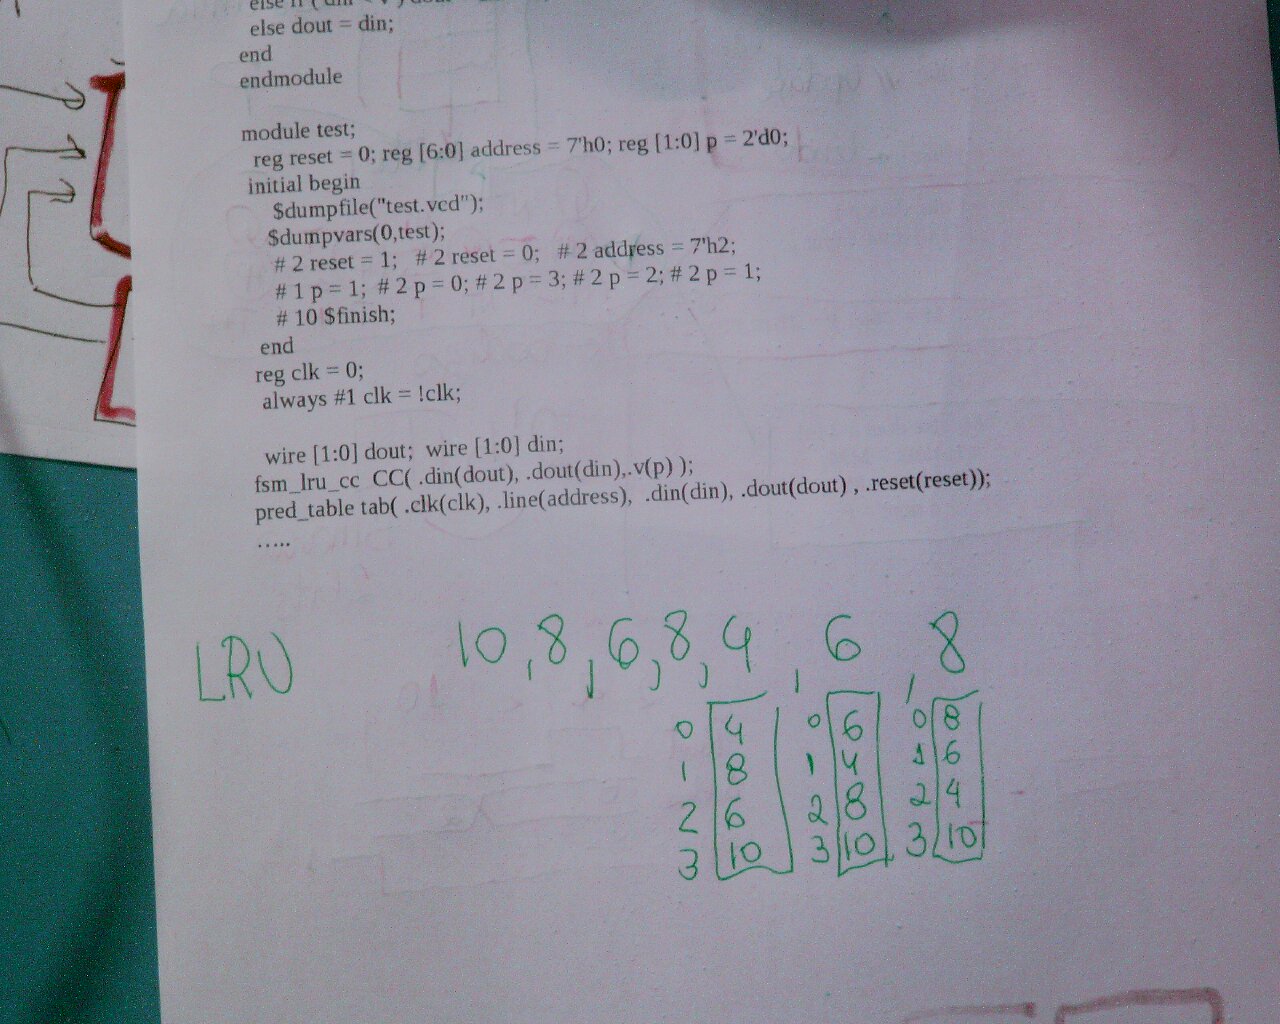 else dout = din;
end
endmodule
module test;
reg reset = 0; reg [6:0] address = 7'h0; reg [1:0] p = 2'd0;
initial begin
$dumpfile("test.vcd");
$dumpvars(0,test);
# 2 reset = 1; # 2 reset = 0; # 2 address = 7'h2;
# 1 p = 1; # 2 p = 0; # 2 p = 3; # 2 p = 2; # 2 p = 1;
# 10 $finish;
end
reg clk = 0;
always #1 clk = !clk;
wire [1:0] dout; wire [1:0] din;
fsm_lru_cc CC( .din(dout), .dout(din),.v(p) );
pred_table tab( .clk(clk), .line(address), .din(din), .dout(dout) , .reset(reset));
.....
LRU 10, 8, 6, 8, 4, 6, 8
0 4 0 6 0 8
1 8 1 4 1 6
2 6 2 8 2 4
3 10 3 10 3 10